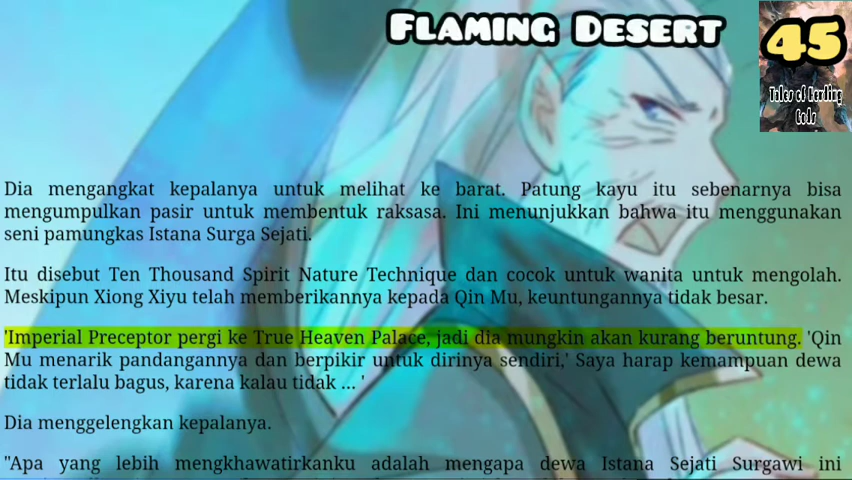 FLAMING DESERT
45
Tales of Herding
Gods
Dia mengangkat kepalanya untuk melihat ke barat. Patung kayu itu sebenarnya bisa
mengumpulkan pasir untuk membentuk raksasa. Ini menunjukkan bahwa itu menggunakan
seni pamungkas Istana Surga Sejati.
Itu disebut Ten Thousand Spirit Nature Technique dan cocok untuk wanita untuk mengolah.
Meskipun Xiong Xiyu telah memberikannya kepada Qin Mu, keuntungannya tidak besar.
'Imperial Preceptor pergi ke True Heaven Palace, jadi dia mungkin akan kurang beruntung. 'Qin
Mu menarik pandangannya dan berpikir untuk dirinya sendiri,' Saya harap kemampuan dewa
tidak terlalu bagus, karena kalau tidak ... '
Dia menggelengkan kepalanya.
"Apa yang lebih mengkhawatirkanku adalah mengapa dewa Istana Sejati Surgawi ini